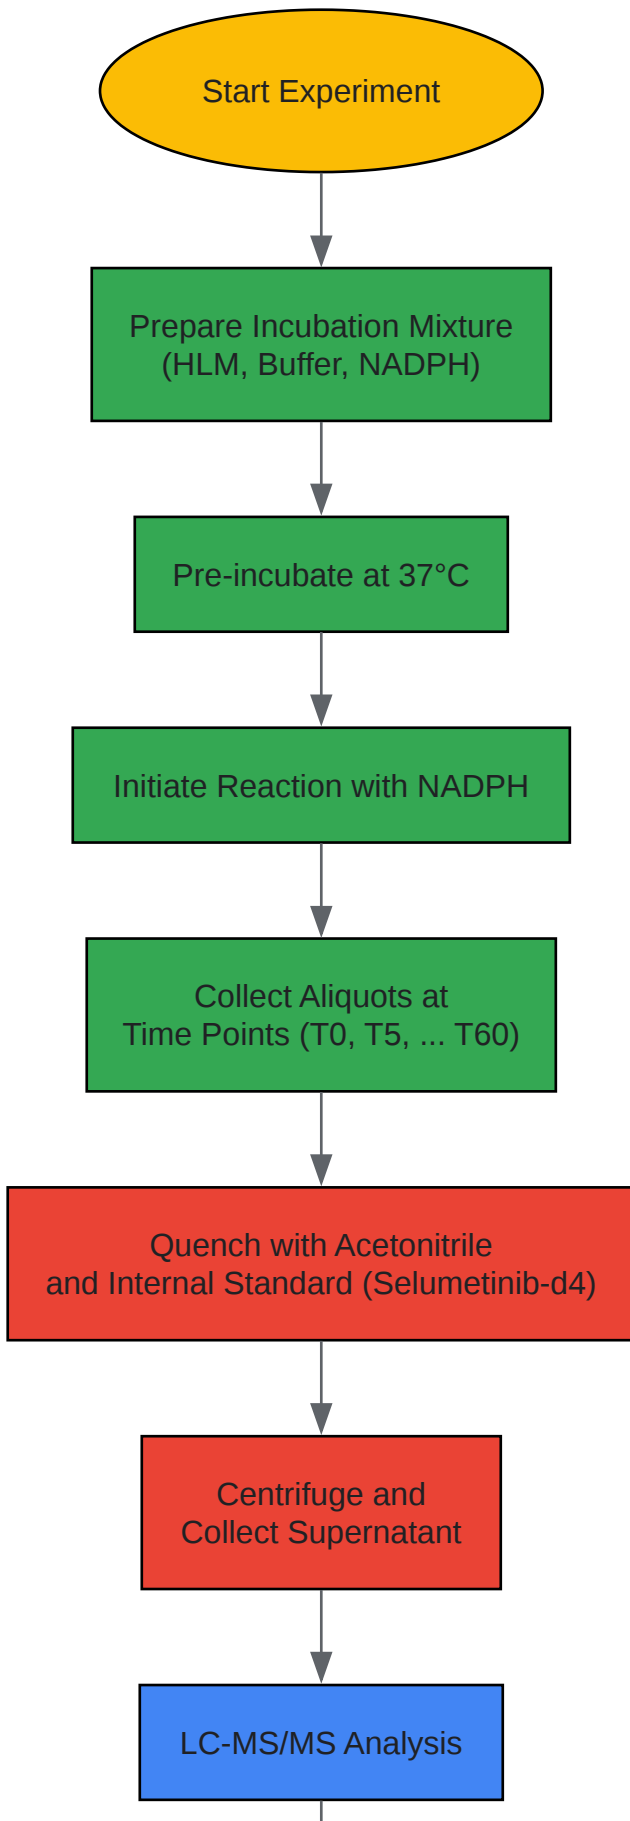 Start Experiment
Prepare Incubation Mixture
(HLM, Buffer, NADPH)
Pre-incubate at 37°C
Initiate Reaction with NADPH
Collect Aliquots at
Time Points (T0, T5, ... T60)
Quench with Acetonitrile
and Internal Standard (Selumetinib-d4)
Centrifuge and
Collect Supernatant
LC-MS/MS Analysis